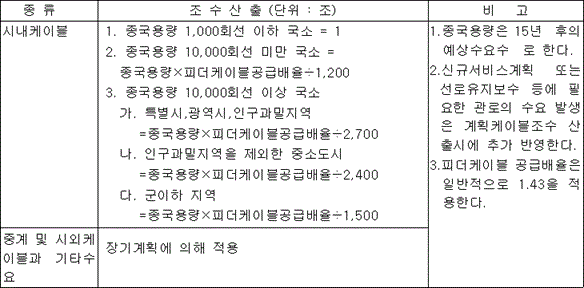 종 류
조 수 산 출 (단위 : 조)
비 고
시내케이블
1. 종국용량 1,000회선 이하 국소 = 1
2. 종국용량 10,000회선 미만 국소 =
종국용량×피더케이블공급배율÷1,200
3. 종국용량 10,000회선 이상 국소
가. 특별시,광역시,인구과밀지역
=종국용량×피더케이블공급배율÷2,700
나. 인구과밀지역을 제외한 중소도시
=종국용량×피더케이블공급배율÷2,400
다. 군이하 지역
=종국용량×피더케이블공급배율÷1,500
1.종국용량은 15년 후의
예상수요수 로 한다.
2.신규서비스계획 또는
선로유지보수 등에 필
요한 관로의 수요 발생
은 계획케이블조수 산
출시에 추가 반영한다.
3.피더케이블 공급배율은
일반적으로 1.43을 적
용한다.
중계 및 시외케
이블과 기타수
요
장기계획에 의해 적용